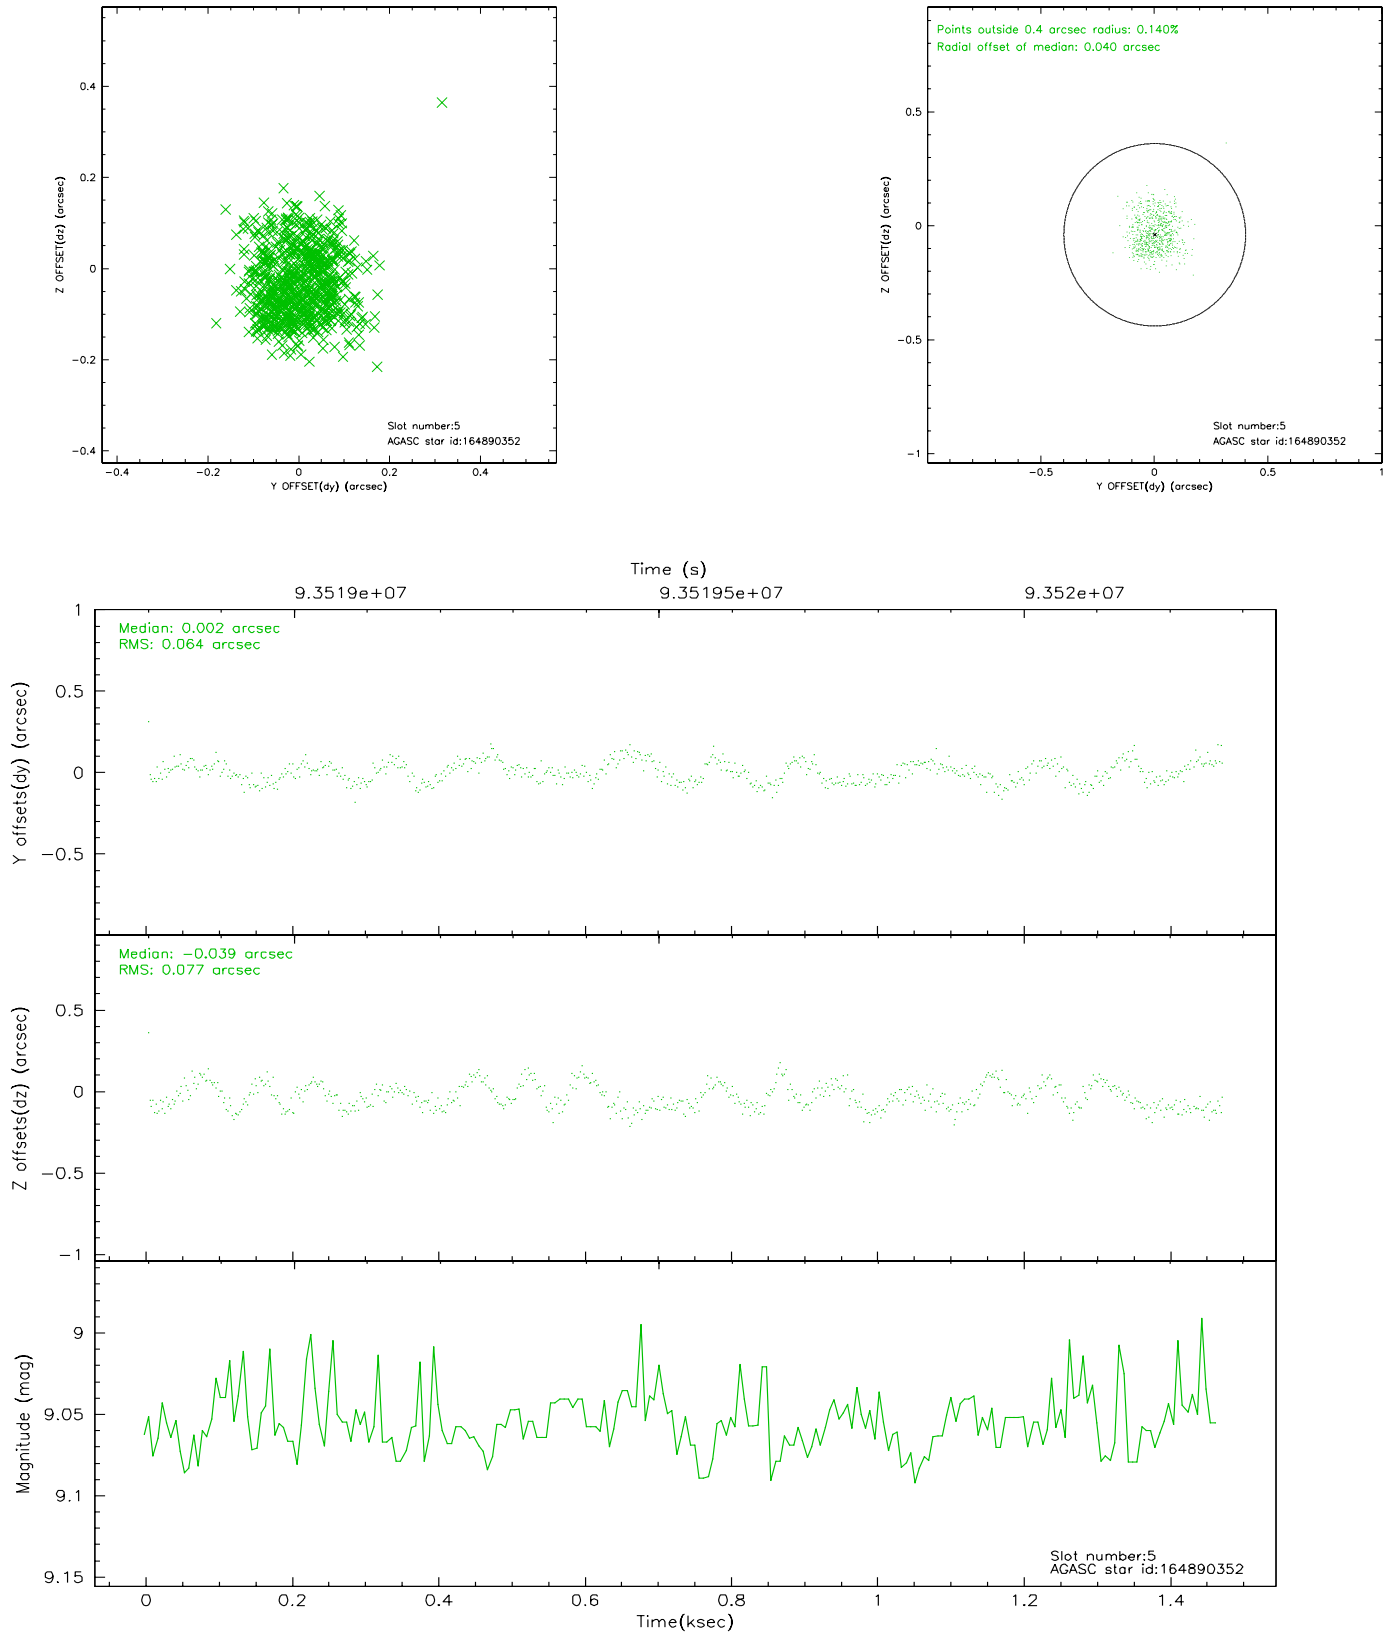 0.4
0.2
0
−0.2
−0.4
Z OFFSET(dz) (arcsec)
Slot number:5
AGASC star id:164890352
−0.4 −0.2 0 0.2 0.4
Y OFFSET(dy) (arcsec)
Points outside 0.4 arcsec radius: 0.140%
Radial offset of median: 0.040 arcsec
0.5
0
−0.5
−1
Z OFFSET(dz) (arcsec)
Slot number:5
AGASC star id:164890352
−0.5 0 0.5 1
Y OFFSET(dy) (arcsec)
Time (s)
9.3519e+07 9.35195e+07 9.352e+07
Median: 0.002 arcsec
RMS: 0.064 arcsec
1
0.5
0
−0.5
Y offsets(dy) (arcsec)
Median: −0.039 arcsec
RMS: 0.077 arcsec
0.5
0
−0.5
−1
Z offsets(dz) (arcsec)
9
9.05
9.1
9.15
Magnitude (mag)
Slot number:5
AGASC star id:164890352
0 0.2 0.4 0.6 0.8 1 1.2 1.4
Time(ksec)